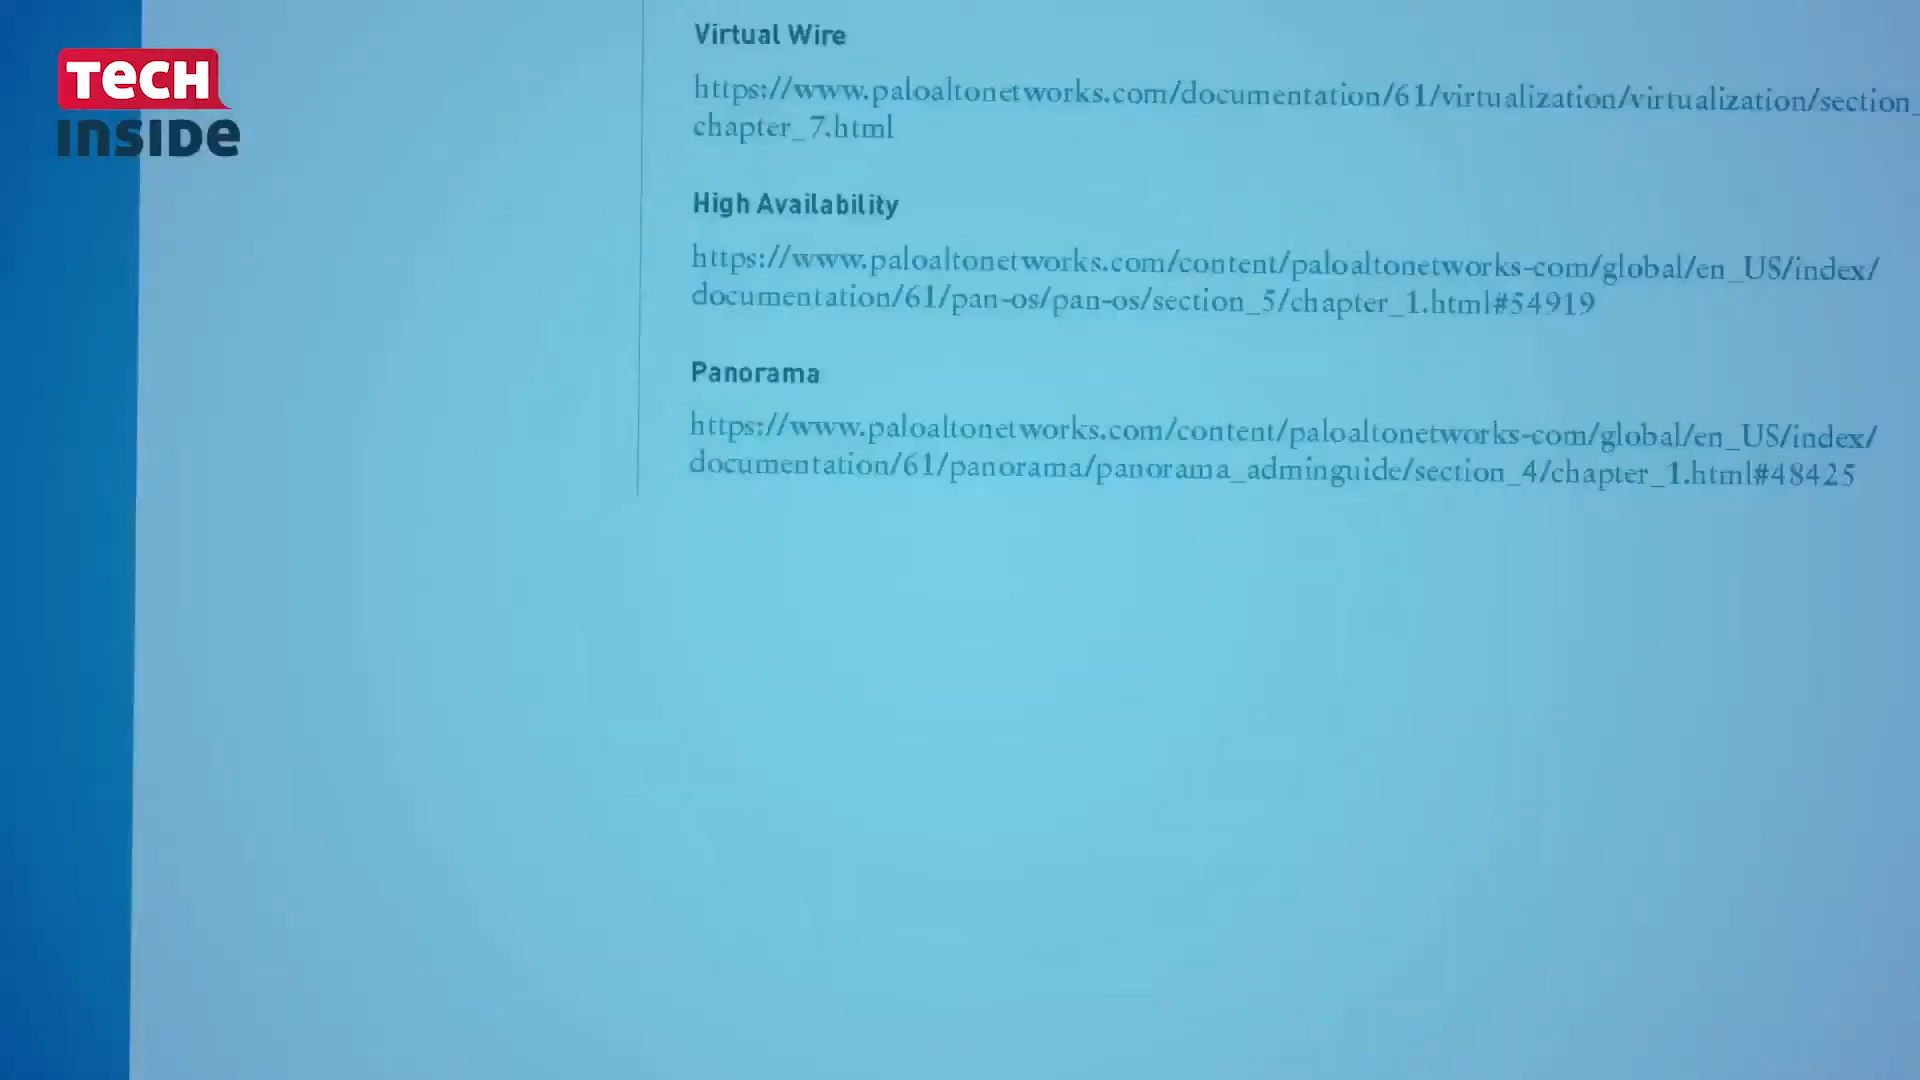 TECH
INSIDE
Virtual Wire
https://www.paloaltonetworks.com/documentation/61/virtualization/virtualization/section_
chapter_7.html
High Availability
https://www.paloaltonetworks.com/content/paloaltonetworks-com/global/en_US/index/
documentation/61/pan-os/pan-os/section_5/chapter_1.html#54919
Panorama
https://www.paloaltonetworks.com/content/paloaltonetworks-com/global/en_US/index/
documentation/61/panorama/panorama_adminguide/section_4/chapter_1.html#48425